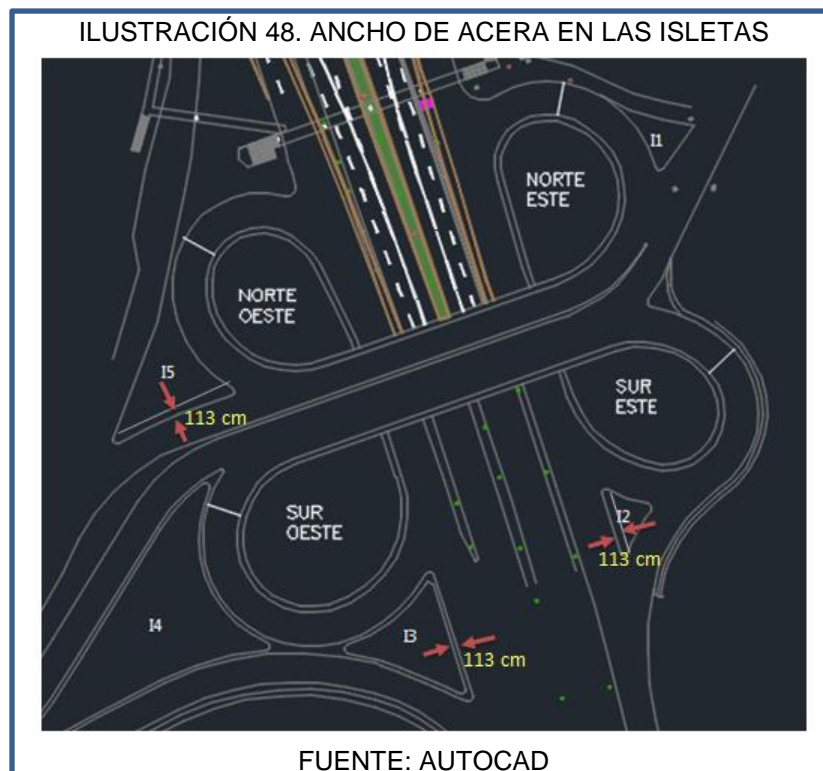 ILUSTRACIÓN 48. ANCHO DE ACERA EN LAS ISLETAS
I1
NORTE
ESTE
NORTE
OESTE
I5
113 cm
SUR
ESTE
SUR
OESTE
I2
113 cm
I4
I3
113 cm
FUENTE: AUTOCAD